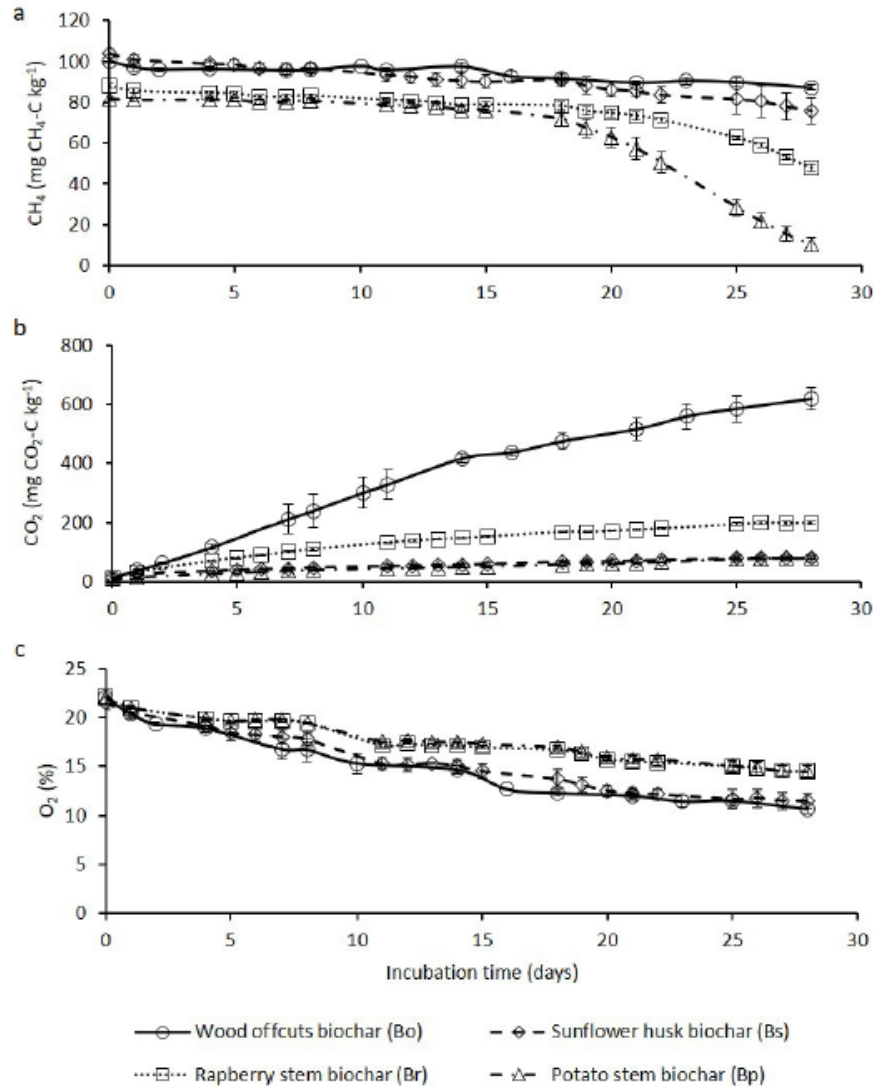 a
120
100
80
60
40
20
0
CH₄ (mg CH₄-C kg⁻¹)
0 5 10 15 20 25 30
b
800
600
400
200
0
CO₂ (mg CO₂-C kg⁻¹)
0 5 10 15 20 25 30
c
25
20
15
10
5
0
O₂ (%)
0 5 10 15 20 25 30
Incubation time (days)
Wood offcuts biochar (Bo) Sunflower husk biochar (Bs)
Rapberry stem biochar (Br) Potato stem biochar (Bp)